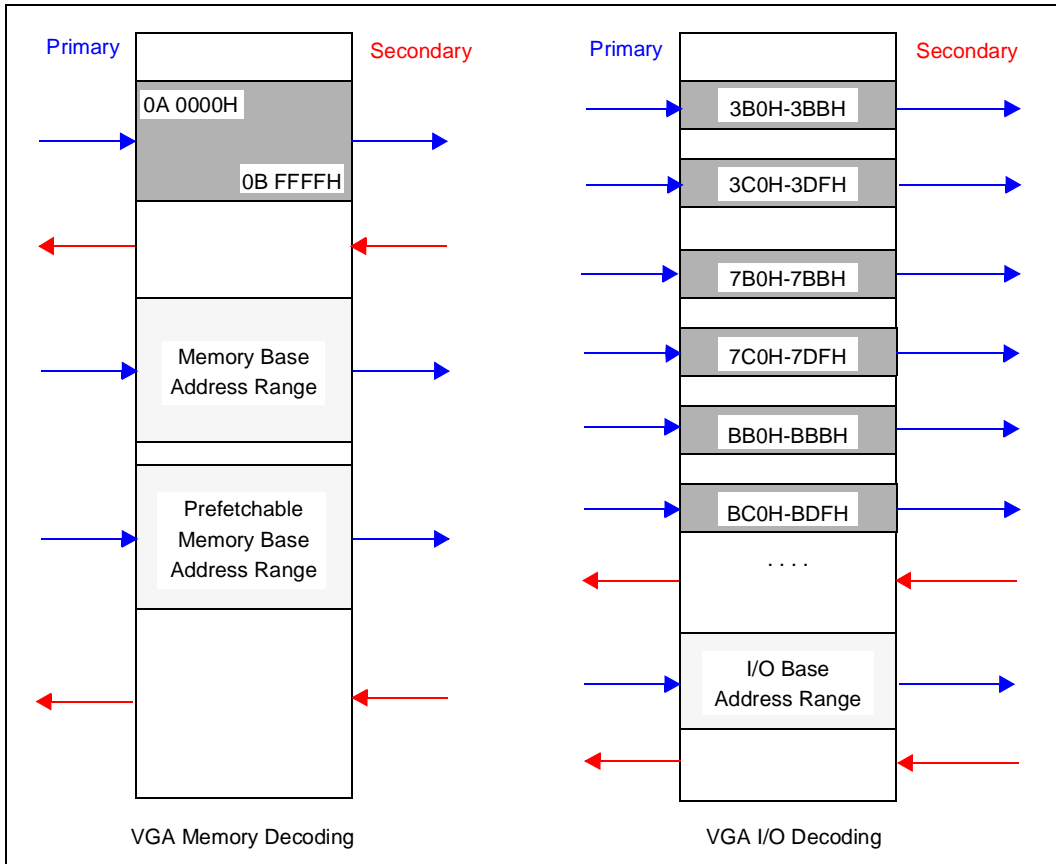 Primary
Secondary
0A 0000H
0B FFFFH
Memory Base
Address Range
Prefetchable
Memory Base
Address Range
VGA Memory Decoding
Primary
Secondary
3B0H-3BBH
3C0H-3DFH
7B0H-7BBH
7C0H-7DFH
BB0H-BBBH
BC0H-BDFH
. . . .
I/O Base
Address Range
VGA I/O Decoding